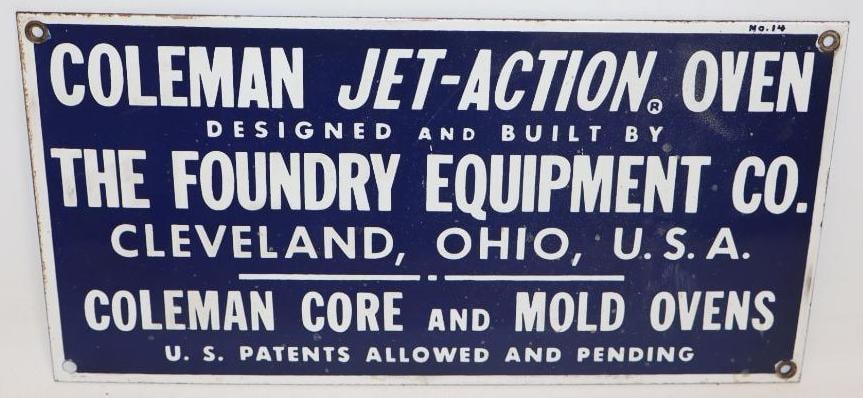 No. 14
COLEMAN JET-ACTION® OVEN
DESIGNED AND BUILT BY
THE FOUNDRY EQUIPMENT CO.
CLEVELAND, OHIO, U.S.A.
COLEMAN CORE AND MOLD OVENS
U. S. PATENTS ALLOWED AND PENDING